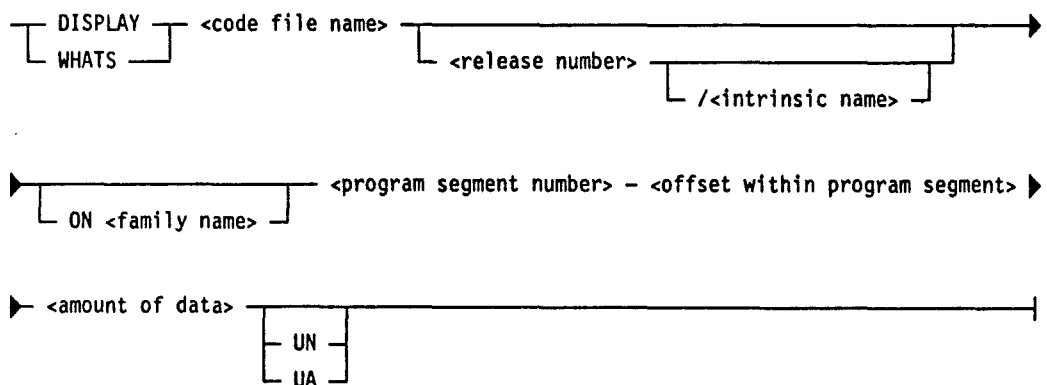 DISPLAY <code file name>
WHATS <release number>
/<intrinsic name>
<program segment number> – <offset within program segment>
ON <family name>
<amount of data>
UN
UA